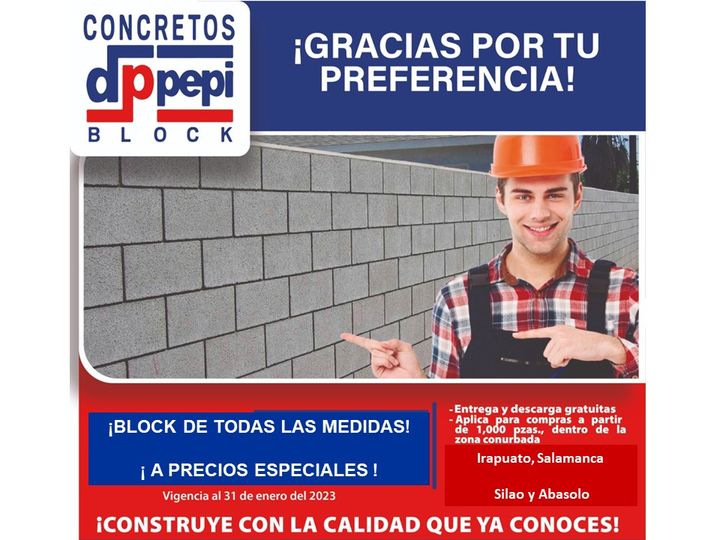 CONCRETOS
dppepi
BLOCK
¡GRACIAS POR TU
PREFERENCIA!
¡BLOCK DE TODAS LAS MEDIDAS!
¡ A PRECIOS ESPECIALES !
Vigencia al 31 de enero del 2023
-Entrega y descarga gratuitas
-Aplica para compras a partir
de 1,000 pzas., dentro de la
zona conurbada
Irapuato, Salamanca
Silao y Abasolo
¡CONSTRUYE CON LA CALIDAD QUE YA CONOCES!